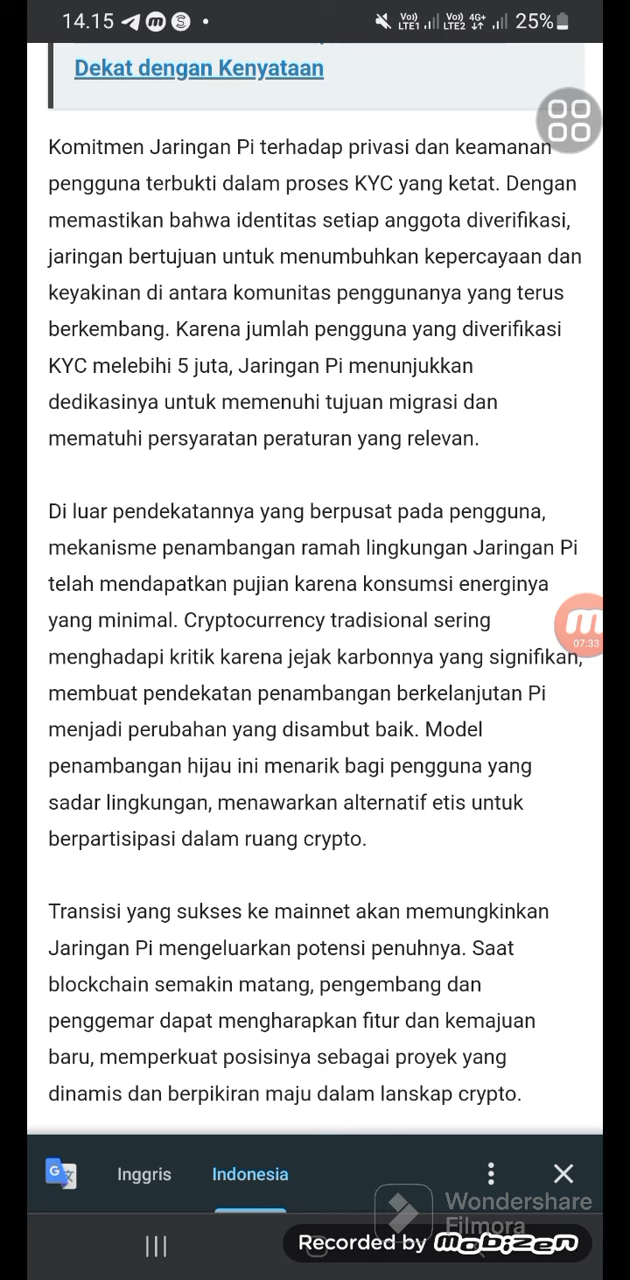 14.15
Vo)) LTE1 Vo)) LTE2 4G+ 25%
Dekat dengan Kenyataan
Komitmen Jaringan Pi terhadap privasi dan keamanan
pengguna terbukti dalam proses KYC yang ketat. Dengan
memastikan bahwa identitas setiap anggota diverifikasi,
jaringan bertujuan untuk menumbuhkan kepercayaan dan
keyakinan di antara komunitas penggunanya yang terus
berkembang. Karena jumlah pengguna yang diverifikasi
KYC melebihi 5 juta, Jaringan Pi menunjukkan
dedikasinya untuk memenuhi tujuan migrasi dan
mematuhi persyaratan peraturan yang relevan.
Di luar pendekatannya yang berpusat pada pengguna,
mekanisme penambangan ramah lingkungan Jaringan Pi
telah mendapatkan pujian karena konsumsi energinya
yang minimal. Cryptocurrency tradisional sering
menghadapi kritik karena jejak karbonnya yang signifikan,
membuat pendekatan penambangan berkelanjutan Pi
menjadi perubahan yang disambut baik. Model
penambangan hijau ini menarik bagi pengguna yang
sadar lingkungan, menawarkan alternatif etis untuk
berpartisipasi dalam ruang crypto.
07:33
Transisi yang sukses ke mainnet akan memungkinkan
Jaringan Pi mengeluarkan potensi penuhnya. Saat
blockchain semakin matang, pengembang dan
penggemar dapat mengharapkan fitur dan kemajuan
baru, memperkuat posisinya sebagai proyek yang
dinamis dan berpikiran maju dalam lanskap crypto.
Inggris Indonesia
Wondershare
Filmora
Recorded by mobizen